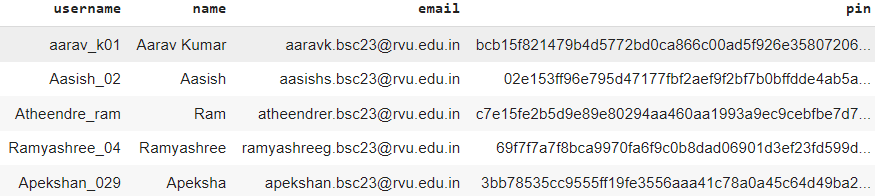 username name email pin
aarav_k01 Aarav Kumar aaravk.bsc23@rvu.edu.in bcb15f821479b4d5772bd0ca866c00ad5f926e35807206...
Aasish_02 Aasish aasishs.bsc23@rvu.edu.in 02e153ff96e795d47177fbf2aef9f2bf7b0bffdde4ab5a...
Atheendre_ram Ram atheendrer.bsc23@rvu.edu.in c7e15fe2b5d9e89e80294aa460aa1993a9ec9cebfbe7d7...
Ramyashree_04 Ramyashree ramyashreeg.bsc23@rvu.edu.in 69f7f7a7f8bca9970fa6f9c0b8dad06901d3ef23fd599d...
Apekshan_029 Apeksha apekshan.bsc23@rvu.edu.in 3bb78535cc9555ff19fe3556aaa41c78a0a45c64d49ba2...